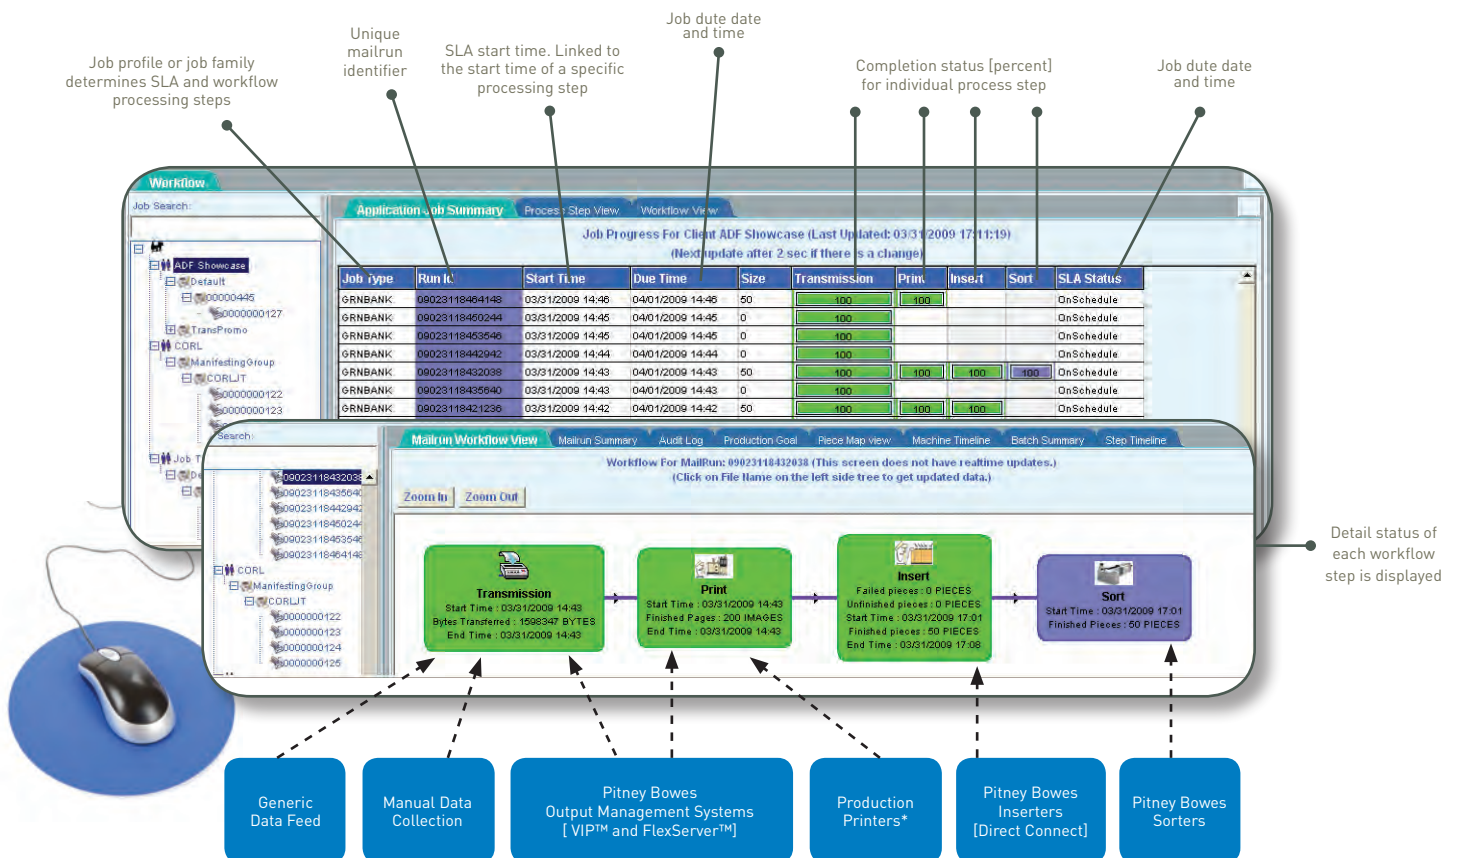 Job dute date
and time
Unique
mailrun
identifier
SLA start time. Linked to
the start time of a specific
processing step
Job profile or job family
determines SLA and workflow
processing steps
Completion status [percent]
for individual process step
Job dute date
and time
Workflow
Job Search:
Application Job Summary Process Step View Workflow View
Job Progress For Client ADF Showcase (Last Updated: 03/31/2009 17:11:19)
(Next update after 2 sec if there is a change)
ADF Showcase
Default
00000445
0000000127
TransPromo
CORL
ManifestingGroup
CORLJT
0000000122
0000000123
Job T
De
Job Type Run Id Start Time Due Time Size Transmission Print Insert Sort SLA Status
GRNBANK 09023118464148 03/31/2009 14:46 04/01/2009 14:46 50 100 100 OnSchedule
GRNBANK 09023118450244 03/31/2009 14:45 04/01/2009 14:45 0 100 OnSchedule
GRNBANK 09023118453546 03/31/2009 14:45 04/01/2009 14:45 0 100 OnSchedule
GRNBANK 09023118442942 03/31/2009 14:44 04/01/2009 14:44 0 100 OnSchedule
GRNBANK 09023118432038 03/31/2009 14:43 04/01/2009 14:43 50 100 100 100 100 OnSchedule
GRNBANK 09023118435640 03/31/2009 14:43 04/01/2009 14:43 0 100 OnSchedule
GRNBANK 09023118421236 03/31/2009 14:42 04/01/2009 14:42 50 100 100 100 OnSchedule
Search:
Mailrun Workflow View Mailrun Summary Audit Log Production Goal Piece Map view Machine Timeline Batch Summary Step Timeline
Workflow For MailRun: 09023118432038 (This screen does not have realtime updates.)
(Click on File Name on the left side tree to get updated data.)
Zoom In Zoom Out
09023118432038
09023118435640
09023118442942
0902311845024
0902311845354
0902311846414
CORL
ManifestingGroup
CORLJT
0000000122
0000000123
0000000124
0000000125
Transmission
Start Time : 03/31/2009 14:43
Bytes Transferred : 1598347 BYTES
End Time : 03/31/2009 14:43
Print
Start Time : 03/31/2009 14:43
Finished Pages : 200 IMAGES
End Time : 03/31/2009 14:43
Insert
Failed pieces : 0 PIECES
Unfinished pieces : 0 PIECES
Start Time : 03/31/2009 17:01
Finished pieces : 50 PIECES
End Time : 03/31/2009 17:08
Sort
Start Time : 03/31/2009 17:01
Finished Pieces : 50 PIECES
Detail status of
each workflow
step is displayed
Generic
Data Feed
Manual Data
Collection
Pitney Bowes
Output Management Systems
[ VIP™ and FlexServer™]
Production
Printers*
Pitney Bowes
Inserters
[Direct Connect]
Pitney Bowes
Sorters